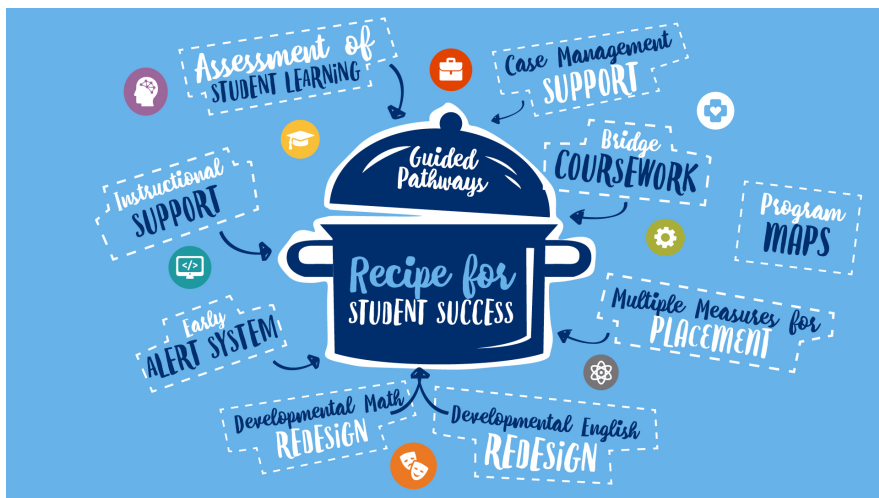 Assessment of
STUDENT LEARNING
Case Management
SUPPORT
Guided
Pathways
Bridge
COURSEWORK
Instructional
SUPPORT
Program
MAPS
Recipe for
STUDENT SUCCESS
</>
Early
ALERT SYSTEM
Multiple Measures for
PLACEMENT
Developmental Math
REDESIGN
Developmental English
REDESIGN